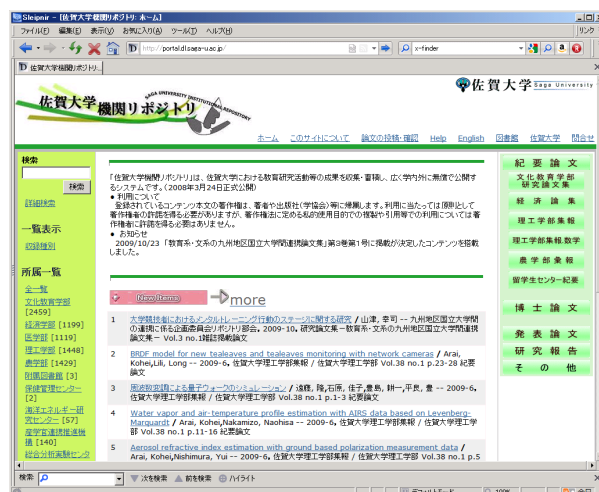 Sleipnir - [佐賀大学機関リポジトリ: ホーム]
ファイル(F) 編集(E) 表示(V) お気に入り(A) ツール(T) ヘルプ(H) リンク
http://portal.dl.saga-u.ac.jp/ x-finder
佐賀大学機関リポジトリ...
佐賀大学 Saga University
佐賀大学機関リポジトリ
SAGA UNIVERSITY INSTITUTIONAL REPOSITORY
ホーム このサイトについて 論文の投稿・確認 Help English 図書館 佐賀大学 問合せ
検索
検索
詳細検索
一覧表示
収録種別
所属一覧
全一覧
文化教育学部
[2459]
経済学部 [1199]
医学部 [1119]
理工学部 [1448]
農学部 [1429]
附属図書館 [3]
保健管理センター
[2]
海洋エネルギー研
究センター [57]
産学官連携推進機
構 [140]
総合分析実験センタ
「佐賀大学機関リポジトリ」は、佐賀大学における教育研究活動等の成果を収集・蓄積し、広く学内外に無償で公開す
るシステムです。(2008年3月24日正式公開)
• 利用について
登録されているコンテンツ本文の著作権は、著者や出版社(学協会)等に帰属します。利用に当たっては原則として
著作権者の許諾を得る必要がありますが、著作権法に定める私的使用目的での複製や引用等での利用については著
作権者に許諾を得る必要はありません。
• お知らせ
2009/10/23 「教育系・文系の九州地区国立大学間連携論文集」第3巻第1号に掲載が決定したコンテンツを搭載
しました。
New Items more
1 大学競技者におけるメンタルトレーニング行動のステージに関する研究 / 山津, 幸司 -- 九州地区国立大学間
の連携に係る企画委員会リポジトリ部会。2009-10。研究論文集－教育系・文系の九州地区国立大学間連携
論文集－ Vol.3 no.1雑誌掲載論文
2 BRDF model for new tealeaves and tealeaves monitoring with network cameras / Arai,
Kohei,Lili, Long -- 2009-6。佐賀大学理工学部集報 / 佐賀大学理工学部 Vol.38 no.1 p.23-28 紀要
論文
3 周波数変調による量子ウォークのシミュレーション / 遠藤, 隆,石原, 佳子,豊島, 耕一,平良, 豊 -- 2009-6。
佐賀大学理工学部集報 / 佐賀大学理工学部 Vol.38 no.1 p.1-3 紀要論文
4 Water vapor and air-temperature profile estimation with AIRS data based on Levenberg-
Marquardt / Arai, Kohei,Nakamizo, Naohisa -- 2009-6。佐賀大学理工学部集報 / 佐賀大学理工学
部 Vol.38 no.1 p.11-16 紀要論文
5 Aerosol refractive index estimation with ground based polarization measurement data /
Arai, Kohei,Nishimura, Yui -- 2009-6。佐賀大学理工学部集報 / 佐賀大学理工学部 Vol.38 no.1 p.5
紀要論文
文化教育学部
研究論文集
経済論集
理工学部集報
理工学部集報.数学
農学部彙報
留学生センター紀要
博士論文
発表論文
研究報告
その他
検索: 次を検索 前を検索 ハイライト